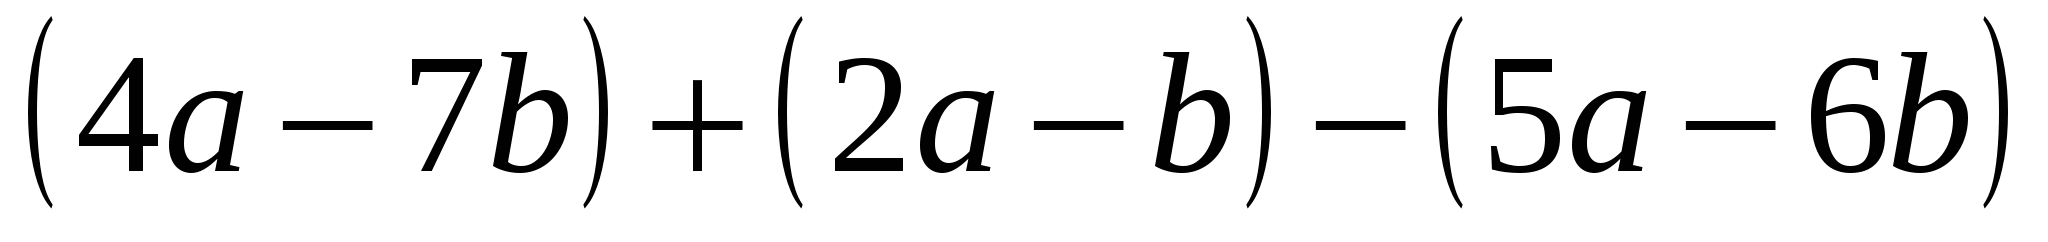 (4a − 7b) + (2a − b) − (5a − 6b)